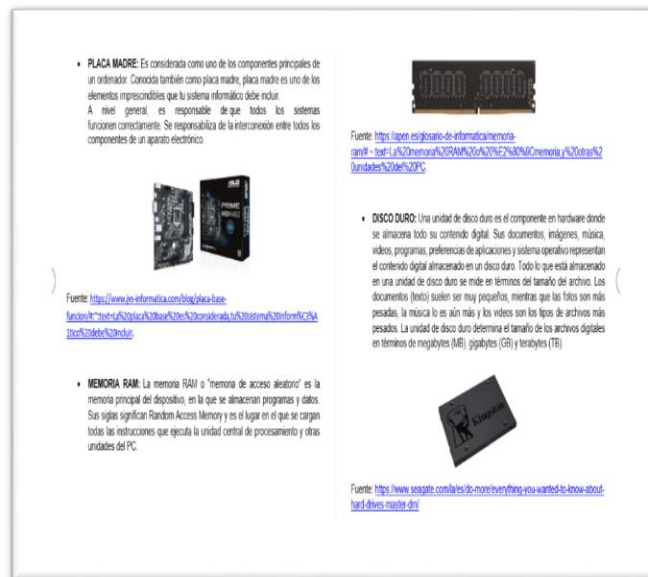 • PLACA MADRE: Es considerada como uno de los componentes principales de
un ordenador. Conocida también como placa madre, placa madre es uno de los
elementos imprescindibles que tu sistema informático debe incluir.
A nivel general, es responsable de que todos los sistemas
funcionen correctamente. Se responsabiliza de la interconexión entre todos los
componentes de un aparato electrónico.
ASUS
PRIME
Fuente: https://www.jvs-informatica.com/blog/placa-base-
funcion/#:~:text=La%20placa%20base%20es%20considerada,tu%20sistema%20inform%C3%A
1tico%20debe%20incluir.
• MEMORIA RAM: La memoria RAM o "memoria de acceso aleatorio" es la
memoria principal del dispositivo, en la que se almacenan programas y datos.
Sus siglas significan Random Access Memory y es el lugar en el que se cargan
todas las instrucciones que ejecuta la unidad central de procesamiento y otras
unidades del PC.
Fuente: https://apen.es/glosario-de-informatica/memoria-
ram/#:~:text=La%20memoria%20RAM%20o%20%E2%80%9Cmemoria,y%20otras%2
0unidades%20del%20PC.
• DISCO DURO: Una unidad de disco duro es el componente en hardware donde
se almacena todo su contenido digital. Sus documentos, imágenes, música,
videos, programas, preferencias de aplicaciones y sistema operativo representan
el contenido digital almacenado en un disco duro. Todo lo que está almacenado
en una unidad de disco duro se mide en términos del tamaño del archivo. Los
documentos (texto) suelen ser muy pequeños, mientras que las fotos son más
pesadas, la música lo es aún más y los videos son los tipos de archivos más
pesados. La unidad de disco duro determina el tamaño de los archivos digitales
en términos de megabytes (MB), gigabytes (GB) y terabytes (TB).
Kingston
Fuente: https://www.seagate.com/la/es/do-more/everything-you-wanted-to-know-about-
hard-drives-master-dm/